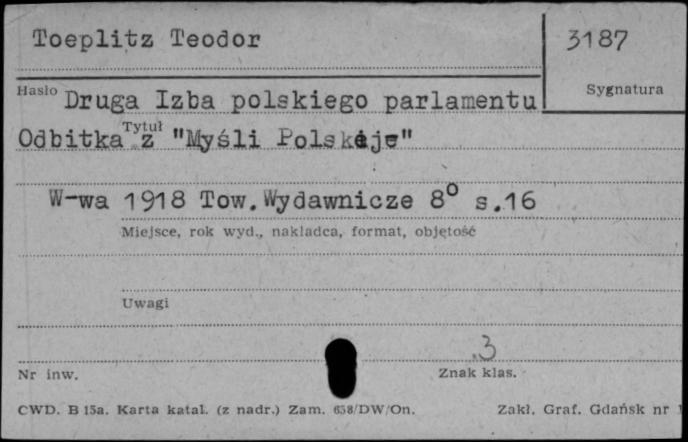 Toeplitz Teodor
3187
Sygnatura
Hasło
Druga Izba polskiego parlamentu
Tytuł
Odbitka z "Myśli Polskieje"
W-wa 1918 Tow. Wydawnicze 8° s.16
Miejsce, rok wyd., nakładca, format, objętość
Uwagi
3
Nr inw.
Znak klas.
CWD. B 15a. Karta katal. (z nadr.) Zam. 658/DW/On.
Zakł. Graf. Gdańsk nr 1